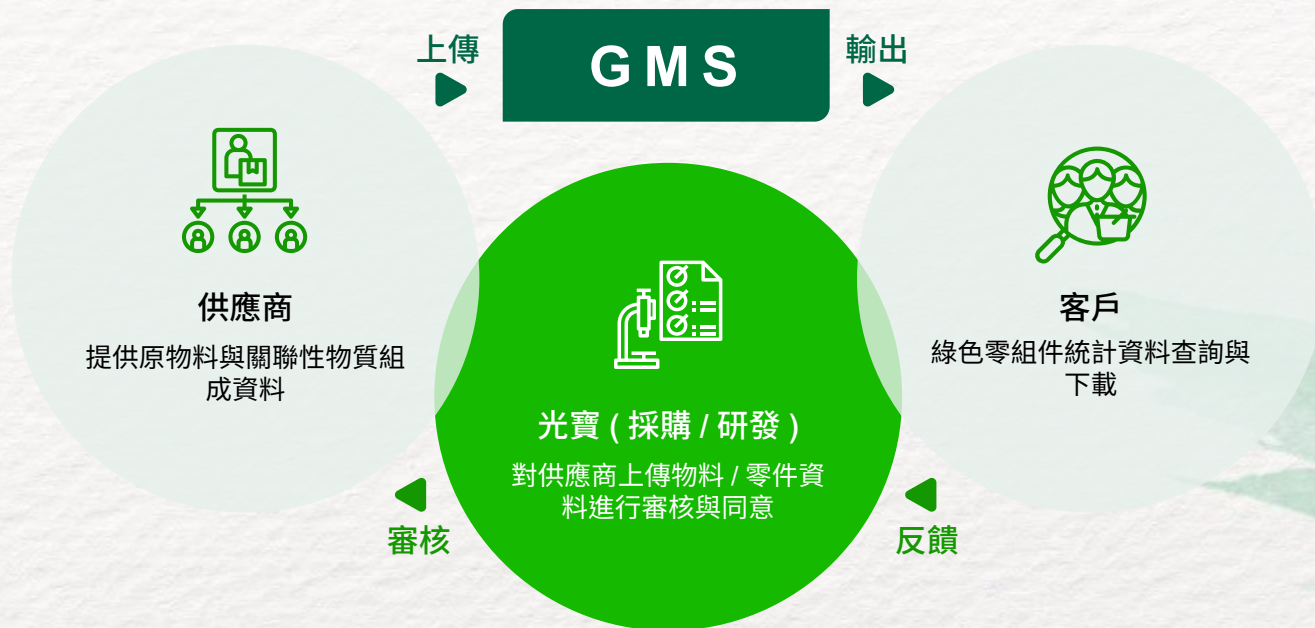 上傳
GMS
輸出
供應商
提供原物料與關聯性物質組
成資料
客戶
綠色零組件統計資料查詢與
下載
光寶 ( 採購 / 研發 )
對供應商上傳物料 / 零件資
料進行審核與同意
審核
反饋